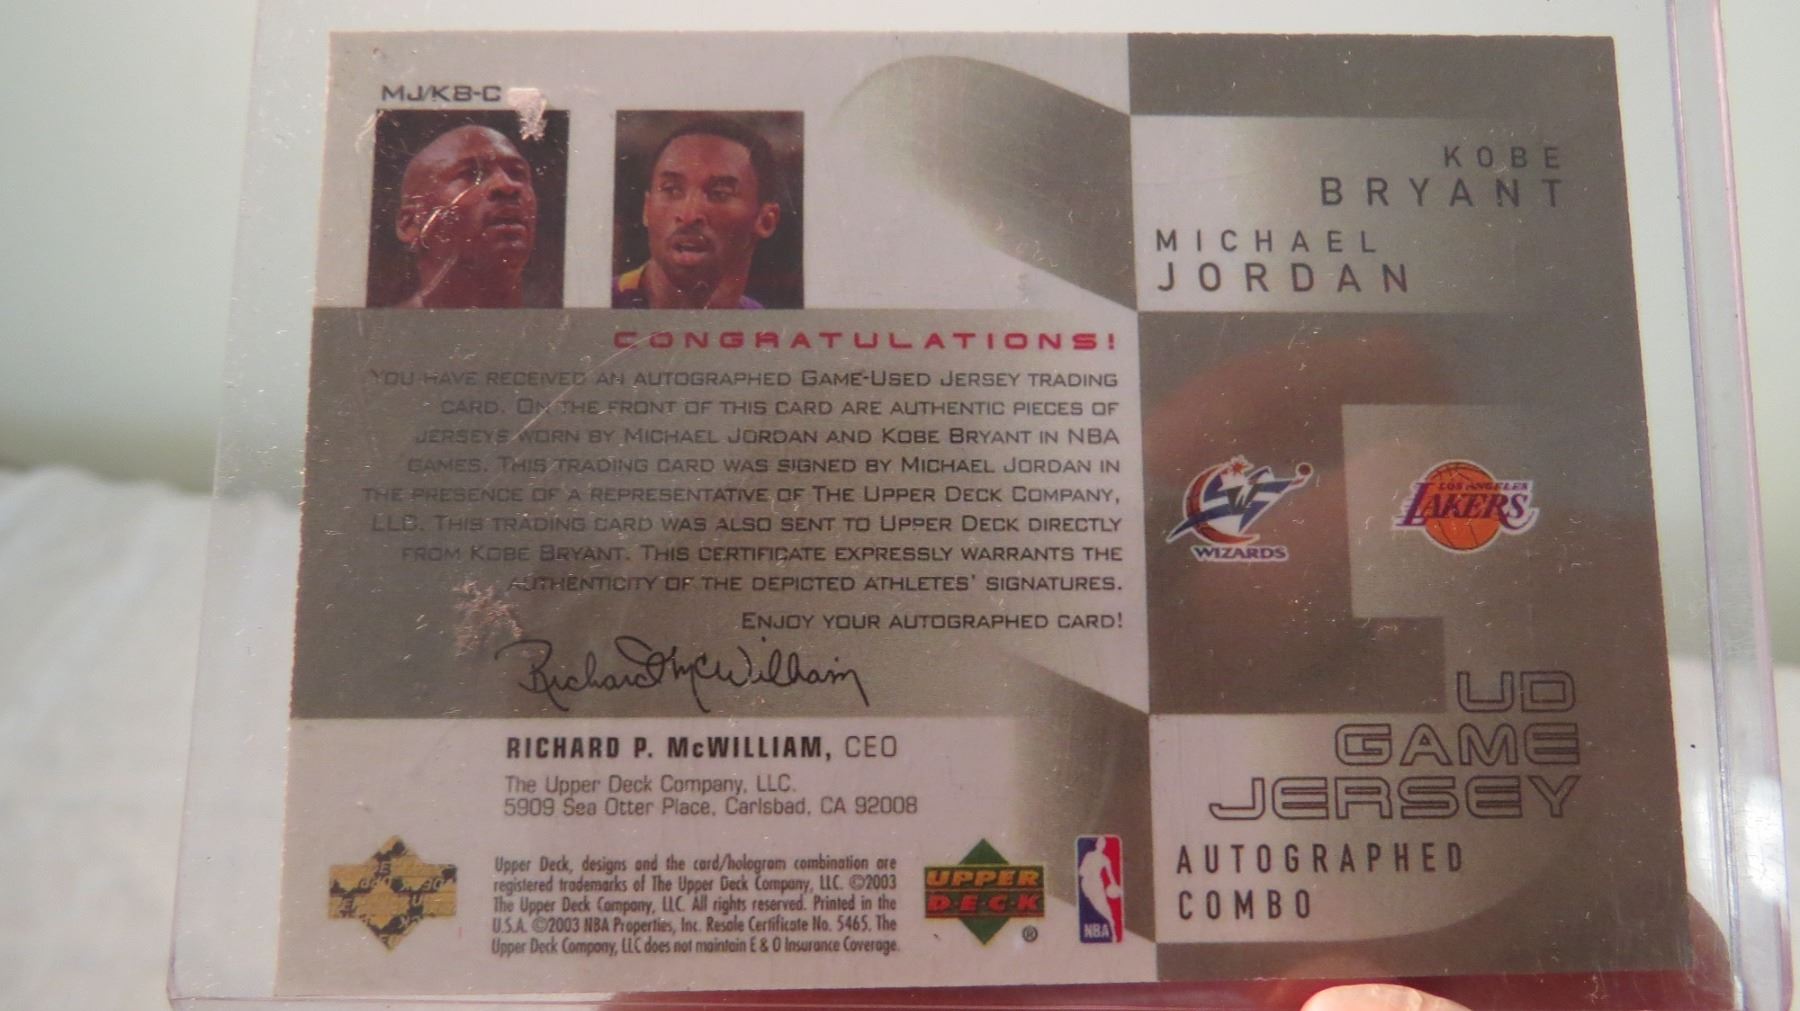 MJ/KB-C
KOBE
BRYANT
MICHAEL
JORDAN
CONGRATULATIONS!
YOU HAVE RECEIVED AN AUTOGRAPHED GAME-USED JERSEY TRADING
CARD. ON THE FRONT OF THIS CARD ARE AUTHENTIC PIECES OF
JERSEYS WORN BY MICHAEL JORDAN AND KOBE BRYANT IN NBA
GAMES. THIS TRADING CARD WAS SIGNED BY MICHAEL JORDAN IN
THE PRESENCE OF A REPRESENTATIVE OF THE UPPER DECK COMPANY,
LLC. THIS TRADING CARD WAS ALSO SENT TO UPPER DECK DIRECTLY
FROM KOBE BRYANT. THIS CERTIFICATE EXPRESSLY WARRANTS THE
AUTHENTICITY OF THE DEPICTED ATHLETES' SIGNATURES.
ENJOY YOUR AUTOGRAPHED CARD!
Richard McWilliam
RICHARD P. McWILLIAM, CEO
The Upper Deck Company, LLC.
5909 Sea Otter Place, Carlsbad, CA 92008
Upper Deck, designs and the card/hologram combination are
registered trademarks of The Upper Deck Company, LLC. ©2003
The Upper Deck Company, LLC. All rights reserved. Printed in the
U.S.A. ©2003 NBA Properties, Inc. Resale Certificate No. 5465. The
Upper Deck Company, LLC does not maintain E & O Insurance Coverage.
UPPER
DECK
®
NBA
WIZARDS
LOS ANGELES
LAKERS
UD
GAME
JERSEY
AUTOGRAPHED
COMBO